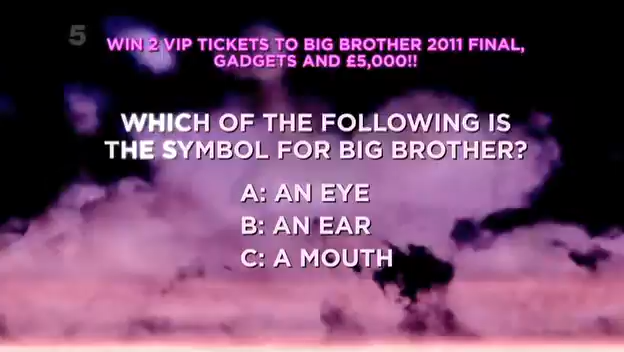 5
WIN 2 VIP TICKETS TO BIG BROTHER 2011 FINAL,
GADGETS AND £5,000!!
WHICH OF THE FOLLOWING IS
THE SYMBOL FOR BIG BROTHER?
A: AN EYE
B: AN EAR
C: A MOUTH